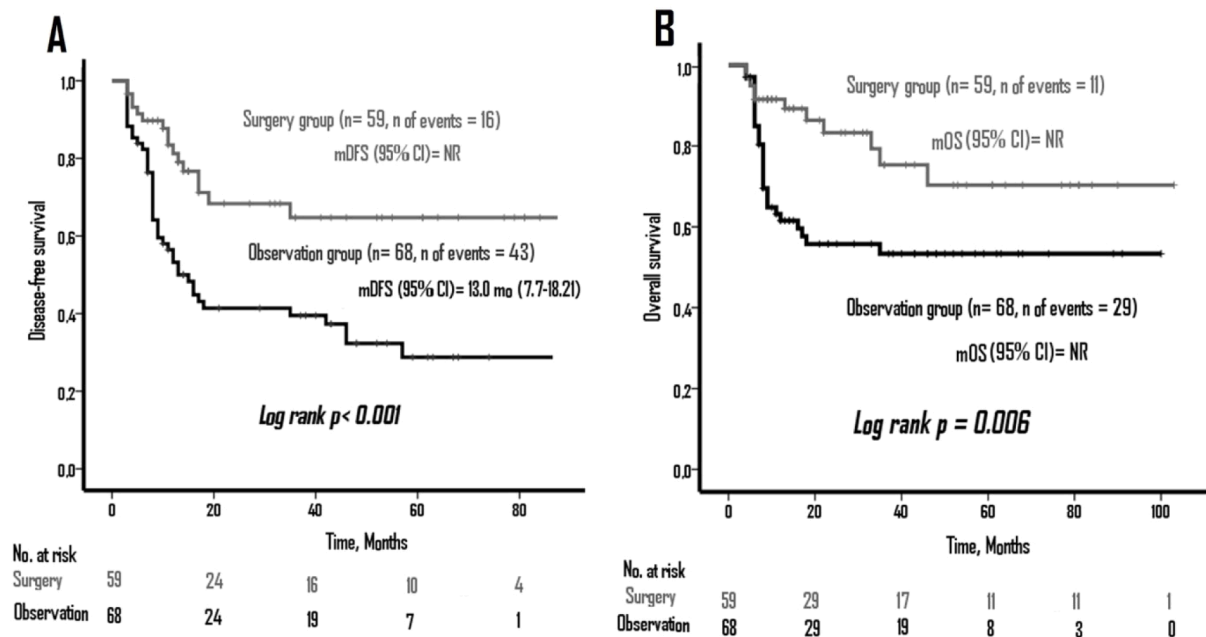 A
1,0
0,8
0,6
0,4
0,2
0,0
Disease-free survival
Surgery group (n= 59, n of events = 16)
mDFS (95% CI)= NR
Observation group (n= 68, n of events = 43)
mDFS (95% CI)= 13.0 mo (7.7-18.21)
Log rank p< 0.001
0 20 40 60 80
Time, Months
No. at risk
Surgery 59 24 16 10 4
Observation 68 24 19 7 1
B
1,0
0,8
0,6
0,4
0,2
0,0
Overall survival
Surgery group (n= 59, n of events = 11)
mOS (95% CI)= NR
Observation group (n= 68, n of events = 29)
mOS (95% CI)= NR
Log rank p = 0.006
0 20 40 60 80 100
Time, Months
No. at risk
Surgery 59 29 17 11 11 1
Observation 68 29 19 8 3 0